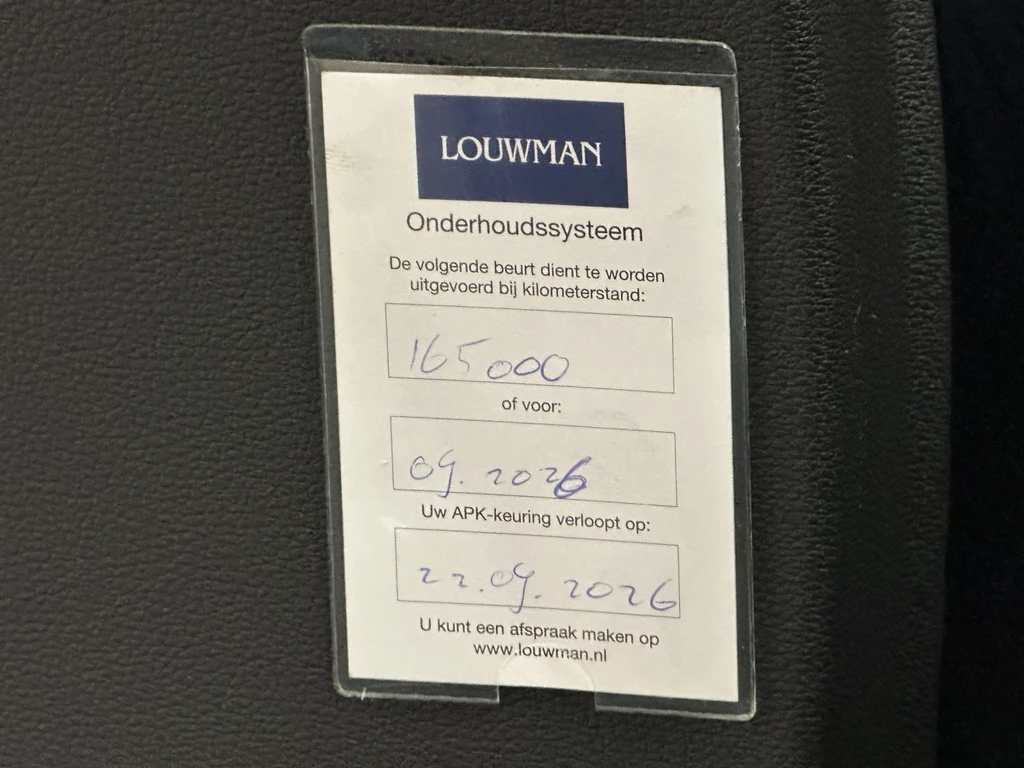 LOUWMAN
Onderhoudssysteem
De volgende beurt dient te worden
uitgevoerd bij kilometerstand:
165000
of voor:
09.2026
Uw APK-keuring verloopt op:
22.09.2026
U kunt een afspraak maken op
www.louwman.nl